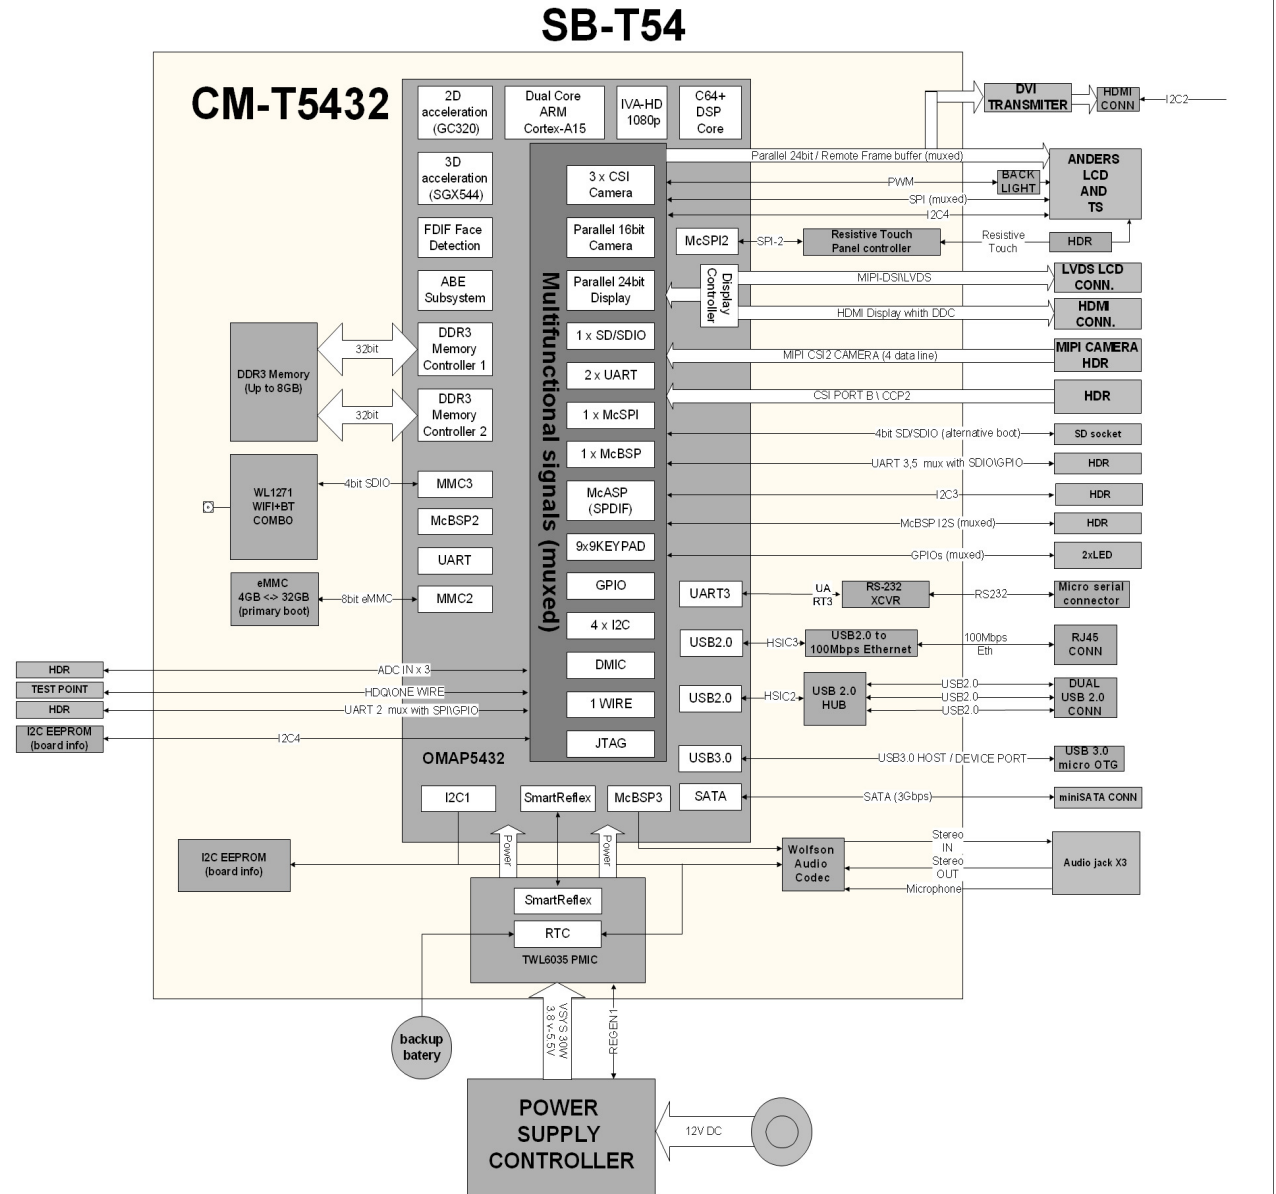 SB-T54
CM-T5432
2D
acceleration
(GC320)
Dual Core
ARM
Cortex-A15
IVA-HD
1080p
C64+
DSP
Core
DVI
TRANSMITER
HDMI
CONN
I2C2
3D
acceleration
(SGX544)
FDIF Face
Detection
ABE
Subsystem
DDR3
Memory
Controller 1
DDR3
Memory
Controller 2
MMC3
McBSP2
UART
MMC2
Multifunctional signals (muxed)
3 x CSI
Camera
Parallel 16bit
Camera
Parallel 24bit
Display
1 x SD/SDIO
2 x UART
1 x McSPI
1 x McBSP
McASP
(SPDIF)
9x9KEYPAD
GPIO
4 x I2C
DMIC
1 WIRE
JTAG
Parallel 24bit / Remote Frame buffer (muxed)
PWM
BACK
LIGHT
SPI (muxed)
I2C4
ANDERS
LCD
AND
TS
McSPI2
SPI-2
Resistive Touch
Panel controller
Resistive
Touch
HDR
Display
Controller
MIPI-DSI\LVDS
LVDS LCD
CONN.
HDMI Display whith DDC
HDMI
CONN.
MIPI CSI2 CAMERA (4 data line)
MIPI CAMERA
HDR
CSI PORT B \ CCP2
HDR
4bit SD/SDIO (alternative boot)
SD socket
UART 3,5 mux with SDIO\GPIO
HDR
I2C3
HDR
McBSP I2S (muxed)
HDR
GPIOs (muxed)
2xLED
UART3
UA
RT3
RS-232
XCVR
RS232
Micro serial
connector
USB2.0
HSIC3
USB2.0 to
100Mbps Ethernet
100Mbps
Eth
RJ45
CONN
USB2.0
HSIC2
USB 2.0
HUB
USB2.0
USB2.0
USB2.0
DUAL
USB 2.0
CONN
USB3.0
USB3.0 HOST / DEVICE PORT
USB 3.0
micro OTG
SATA
SATA (3Gbps)
miniSATA CONN
DDR3 Memory
(Up to 8GB)
32bit
32bit
WL1271
WIFI+BT
COMBO
4bit SDIO
eMMC
4GB <-> 32GB
(primary boot)
8bit eMMC
HDR
ADC IN x 3
TEST POINT
HDQ\ONE WIRE
HDR
UART 2 mux with SPI\GPIO
I2C EEPROM
(board info)
I2C4
OMAP5432
I2C1
SmartReflex
McBSP3
Power
Power
I2C EEPROM
(board info)
Wolfson
Audio
Codec
Stereo
IN
Stereo
OUT
Microphone
Audio jack X3
SmartReflex
RTC
TWL6035 PMIC
backup
batery
VSYS 30W
3.8 v-5.5V
REGEN1
POWER
SUPPLY
CONTROLLER
12V DC